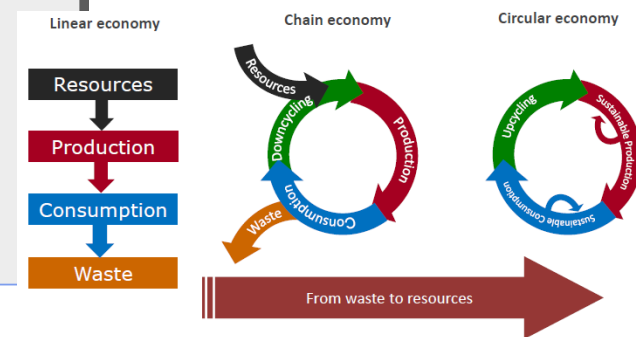 Linear economy
Resources
Production
Consumption
Waste
Chain economy
Resources
Downcycling
Production
Consumption
Waste
Circular economy
Upcycling
Sustainable Production
Sustainable Consumption
From waste to resources